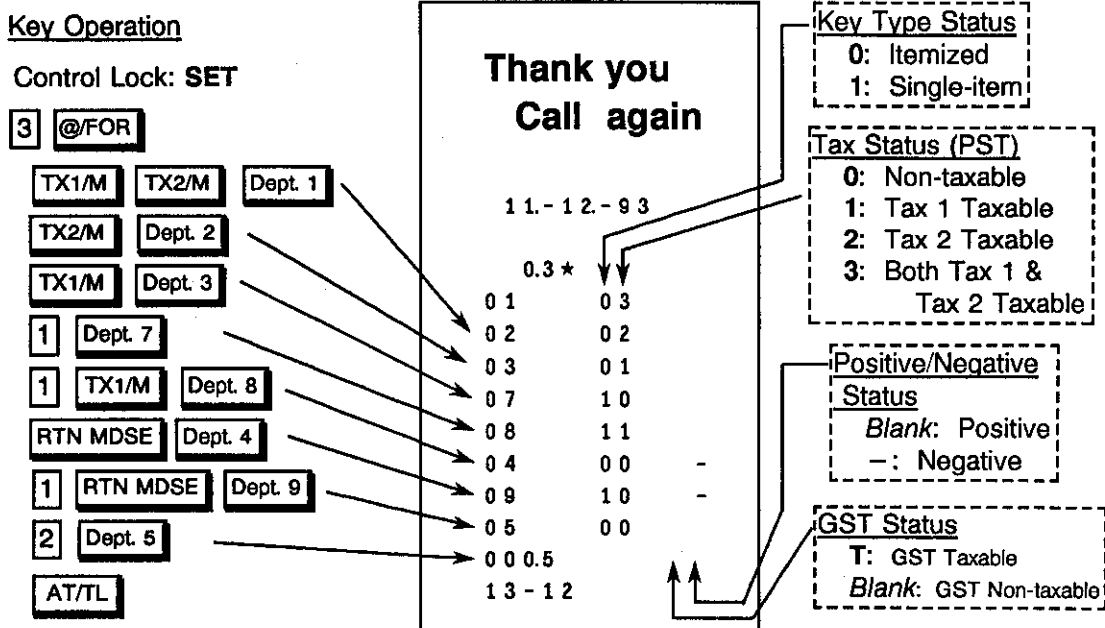 Key Operation
Control Lock: SET
3 @/FOR
TX1/M TX2/M Dept. 1
TX2/M Dept. 2
TX1/M Dept. 3
1 Dept. 7
1 TX1/M Dept. 8
RTN MDSE Dept. 4
1 RTN MDSE Dept. 9
2 Dept. 5
AT/TL
Thank you
Call again
11.-12.-93
0.3 ★
01 03
02 02
03 01
07 10
08 11
04 00 -
09 10 -
05 00
000.5
13-12
Key Type Status
0: Itemized
1: Single-item
Tax Status (PST)
0: Non-taxable
1: Tax 1 Taxable
2: Tax 2 Taxable
3: Both Tax 1 &
Tax 2 Taxable
Positive/Negative
Status
Blank: Positive
–: Negative
GST Status
T: GST Taxable
Blank: GST Non-taxable